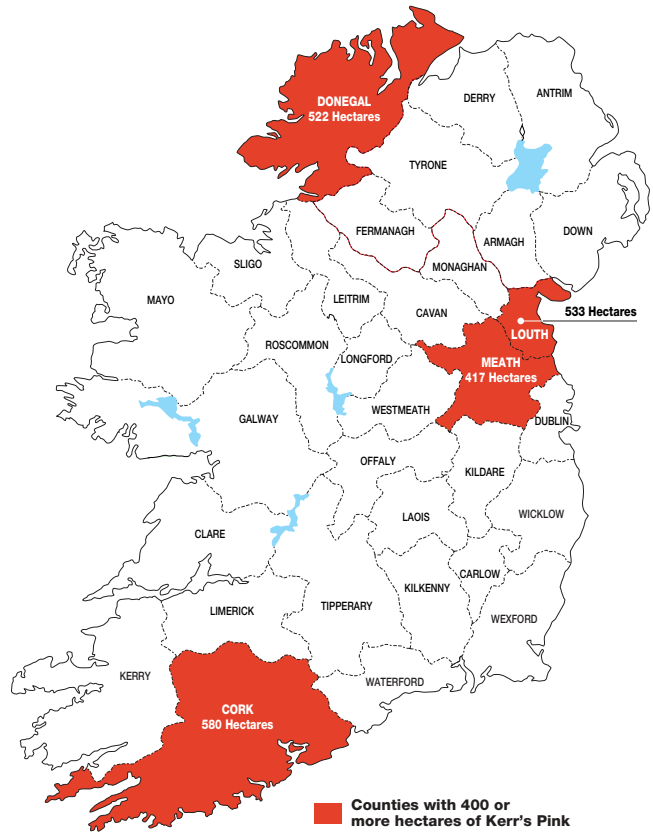 DONEGAL
522 Hectares
DERRY
ANTRIM
TYRONE
FERMANAGH
ARMAGH
DOWN
MONAGHAN
SLIGO
LEITRIM
CAVAN
MAYO
533 Hectares
LOUTH
ROSCOMMON
LONGFORD
MEATH
417 Hectares
WESTMEATH
GALWAY
DUBLIN
OFFALY
KILDARE
LAOIS
WICKLOW
CLARE
CARLOW
KILKENNY
TIPPERARY
LIMERICK
WEXFORD
KERRY
WATERFORD
CORK
580 Hectares
Counties with 400 or
more hectares of Kerr's Pink